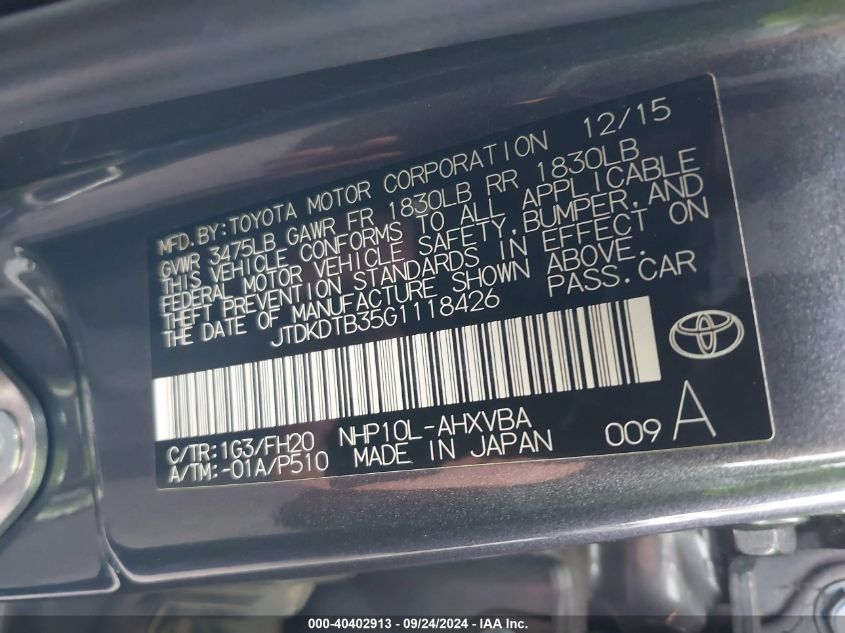 MFD. BY: TOYOTA MOTOR CORPORATION 12/15
GVWR 3475LB GAWR FR 1830LB RR 1830LB
THIS VEHICLE CONFORMS TO ALL APPLICABLE
FEDERAL MOTOR VEHICLE SAFETY, BUMPER, AND
THEFT PREVENTION STANDARDS IN EFFECT ON
THE DATE OF MANUFACTURE SHOWN ABOVE.
JTDKDTB35G1118426 PASS. CAR
C/TR: 1G3/FH20 NHP10L-AHXVBA
A/TM: -01A/P510 MADE IN JAPAN 009 A
000-40402913 - 09/24/2024 - IAA Inc.